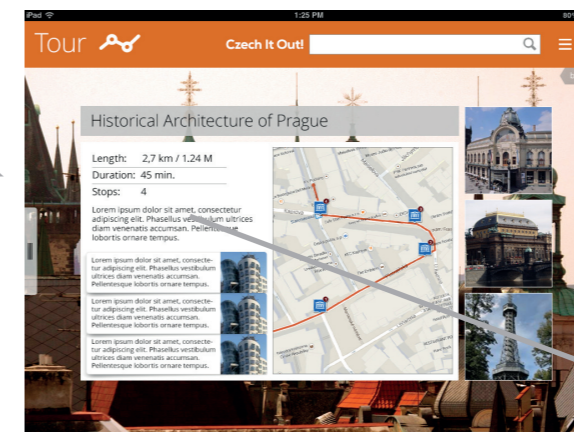 iPad
1:25 PM
80%
Tour
Czech It Out!
Historical Architecture of Prague
Length: 2,7 km / 1.24 M
Duration: 45 min.
Stops: 4
Lorem ipsum dolor sit amet, consectetur
adipiscing elit. Phasellus vestibulum
ultrices diam venenatis accumsan.
Pellentesque
lobortis ornare tempus.
Lorem ipsum dolor sit amet, consecte-
tur adipiscing elit. Phasellus vestibulum
ultrices diam venenatis accumsan.
Pellentesque lobortis ornare tempus.
Lorem ipsum dolor sit amet, consecte-
tur adipiscing elit. Phasellus vestibulum
ultrices diam venenatis accumsan.
Pellentesque lobortis ornare tempus.
Lorem ipsum dolor sit amet, consecte-
tur adipiscing elit. Phasellus vestibulum
ultrices diam venenatis accumsan.
Pellentesque lobortis ornare tempus.